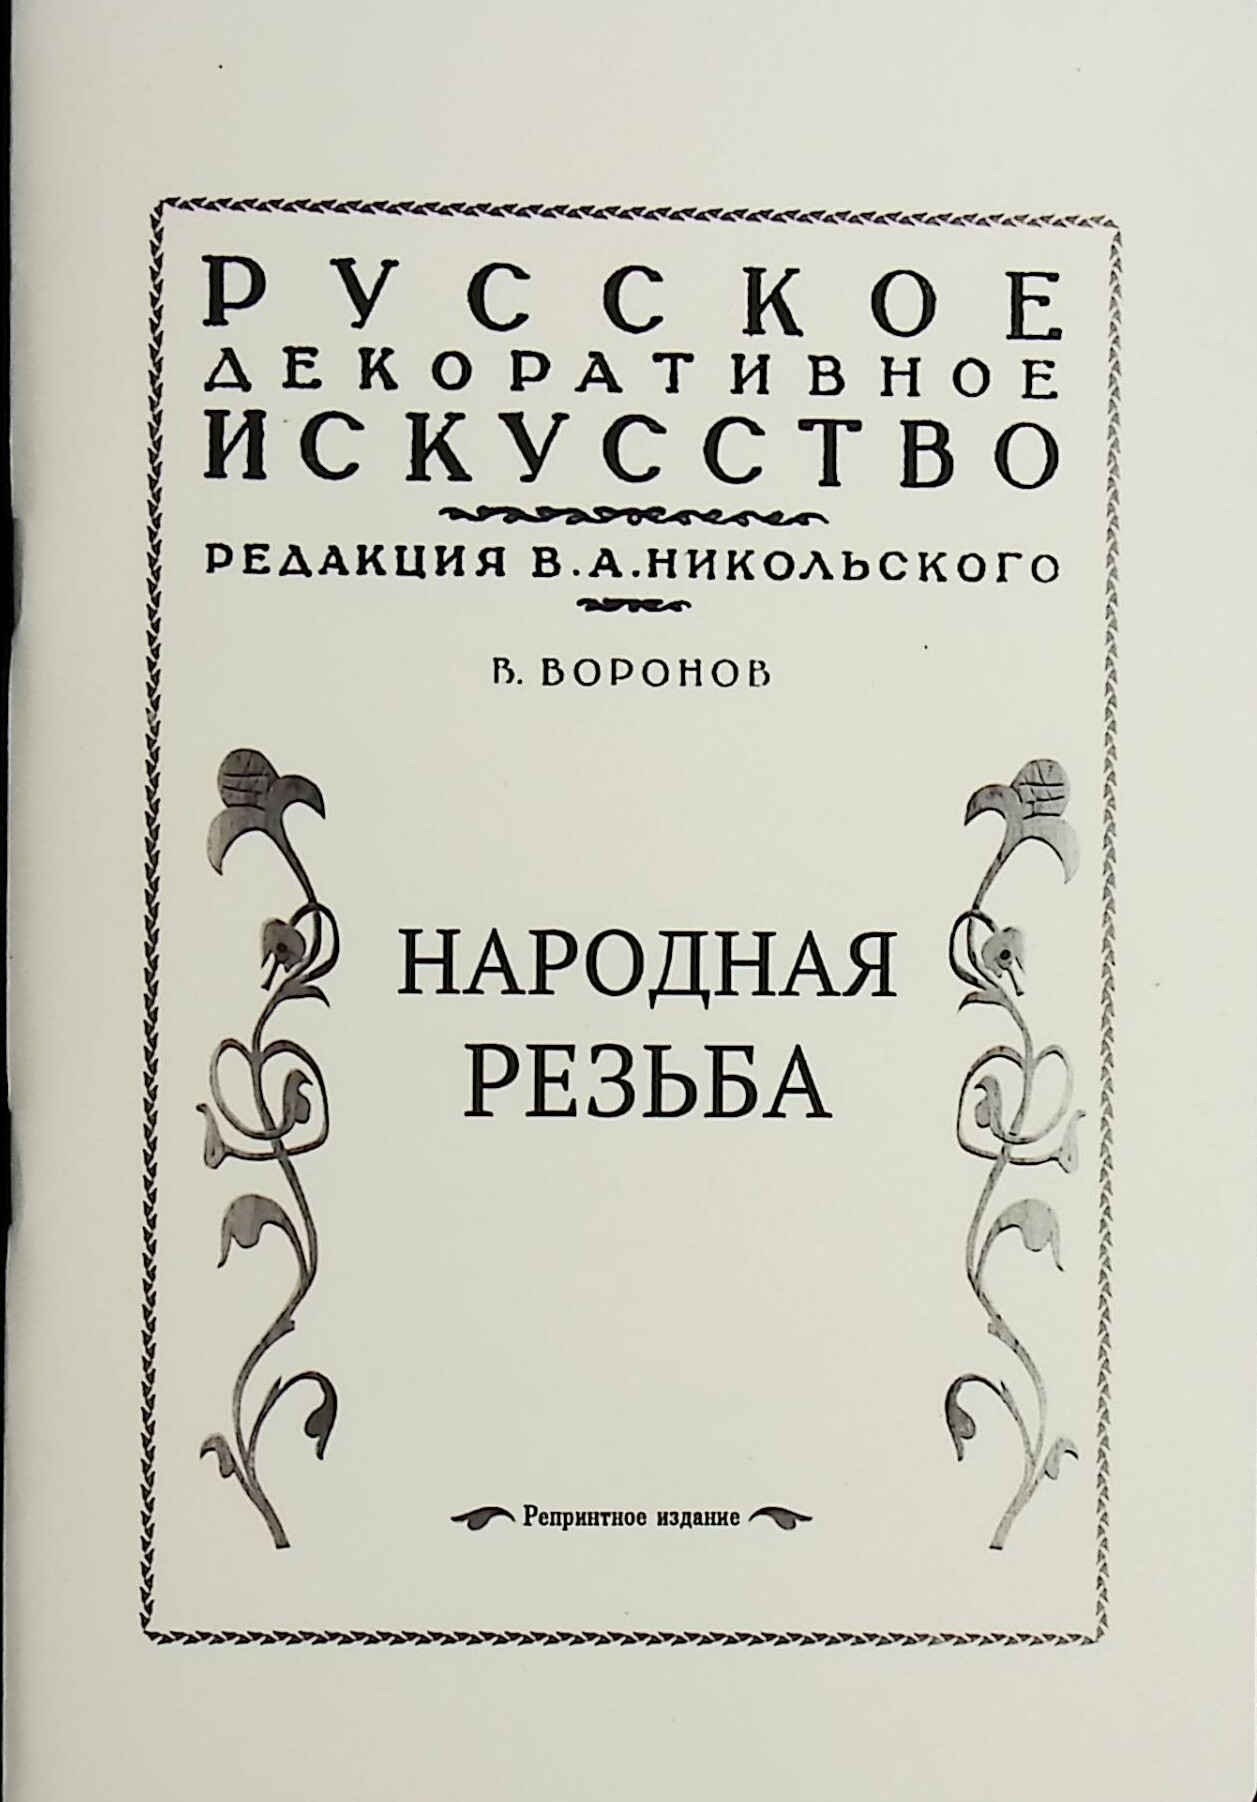 РУССКОЕ
ДЕКОРАТИВНОЕ
ИСКУССТВО
РЕДАКЦИЯ В.А.НИКОЛЬСКОГО
В. ВОРОНОВ
НАРОДНАЯ
РЕЗЬБА
Репринтное издание